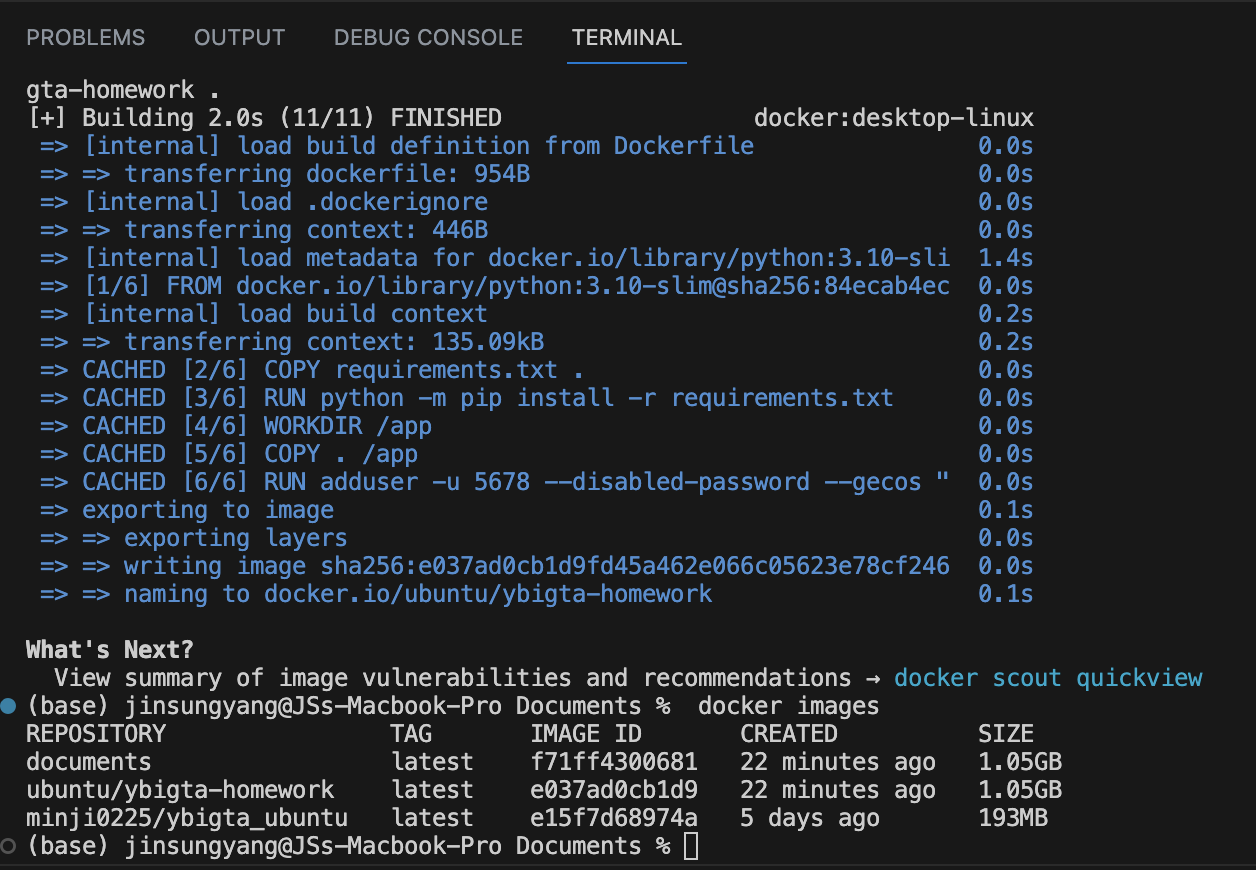 PROBLEMS OUTPUT DEBUG CONSOLE TERMINAL
gta-homework .
[+] Building 2.0s (11/11) FINISHED docker:desktop-linux
=> [internal] load build definition from Dockerfile 0.0s
=> => transferring dockerfile: 954B 0.0s
=> [internal] load .dockerignore 0.0s
=> => transferring context: 446B 0.0s
=> [internal] load metadata for docker.io/library/python:3.10-sli 1.4s
=> [1/6] FROM docker.io/library/python:3.10-slim@sha256:84ecab4ec 0.0s
=> [internal] load build context 0.2s
=> => transferring context: 135.09kB 0.2s
=> CACHED [2/6] COPY requirements.txt . 0.0s
=> CACHED [3/6] RUN python -m pip install -r requirements.txt 0.0s
=> CACHED [4/6] WORKDIR /app 0.0s
=> CACHED [5/6] COPY . /app 0.0s
=> CACHED [6/6] RUN adduser -u 5678 --disabled-password --gecos " 0.0s
=> exporting to image 0.1s
=> => exporting layers 0.0s
=> => writing image sha256:e037ad0cb1d9fd45a462e066c05623e78cf246 0.0s
=> => naming to docker.io/ubuntu/ybigta-homework 0.1s
What's Next?
View summary of image vulnerabilities and recommendations → docker scout quickview
(base) jinsungyang@JSs-Macbook-Pro Documents % docker images
REPOSITORY TAG IMAGE ID CREATED SIZE
documents latest f71ff4300681 22 minutes ago 1.05GB
ubuntu/ybigta-homework latest e037ad0cb1d9 22 minutes ago 1.05GB
minji0225/ybigta_ubuntu latest e15f7d68974a 5 days ago 193MB
(base) jinsungyang@JSs-Macbook-Pro Documents %